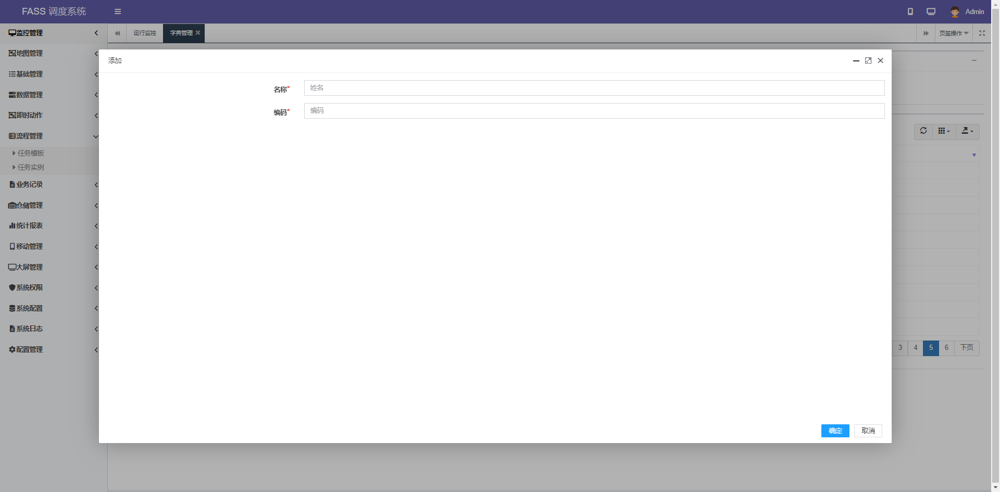 FASS 调度系统
Admin
监控管理
运行监控
字典管理
页签操作
地图管理
基础管理
数据管理
即时动作
流程管理
任务模板
任务实例
业务记录
仓储管理
统计报表
移动管理
大屏管理
系统权限
系统配置
系统日志
配置管理
添加
名称*
姓名
编码*
编码
3 4 5 6 下页
确定 取消